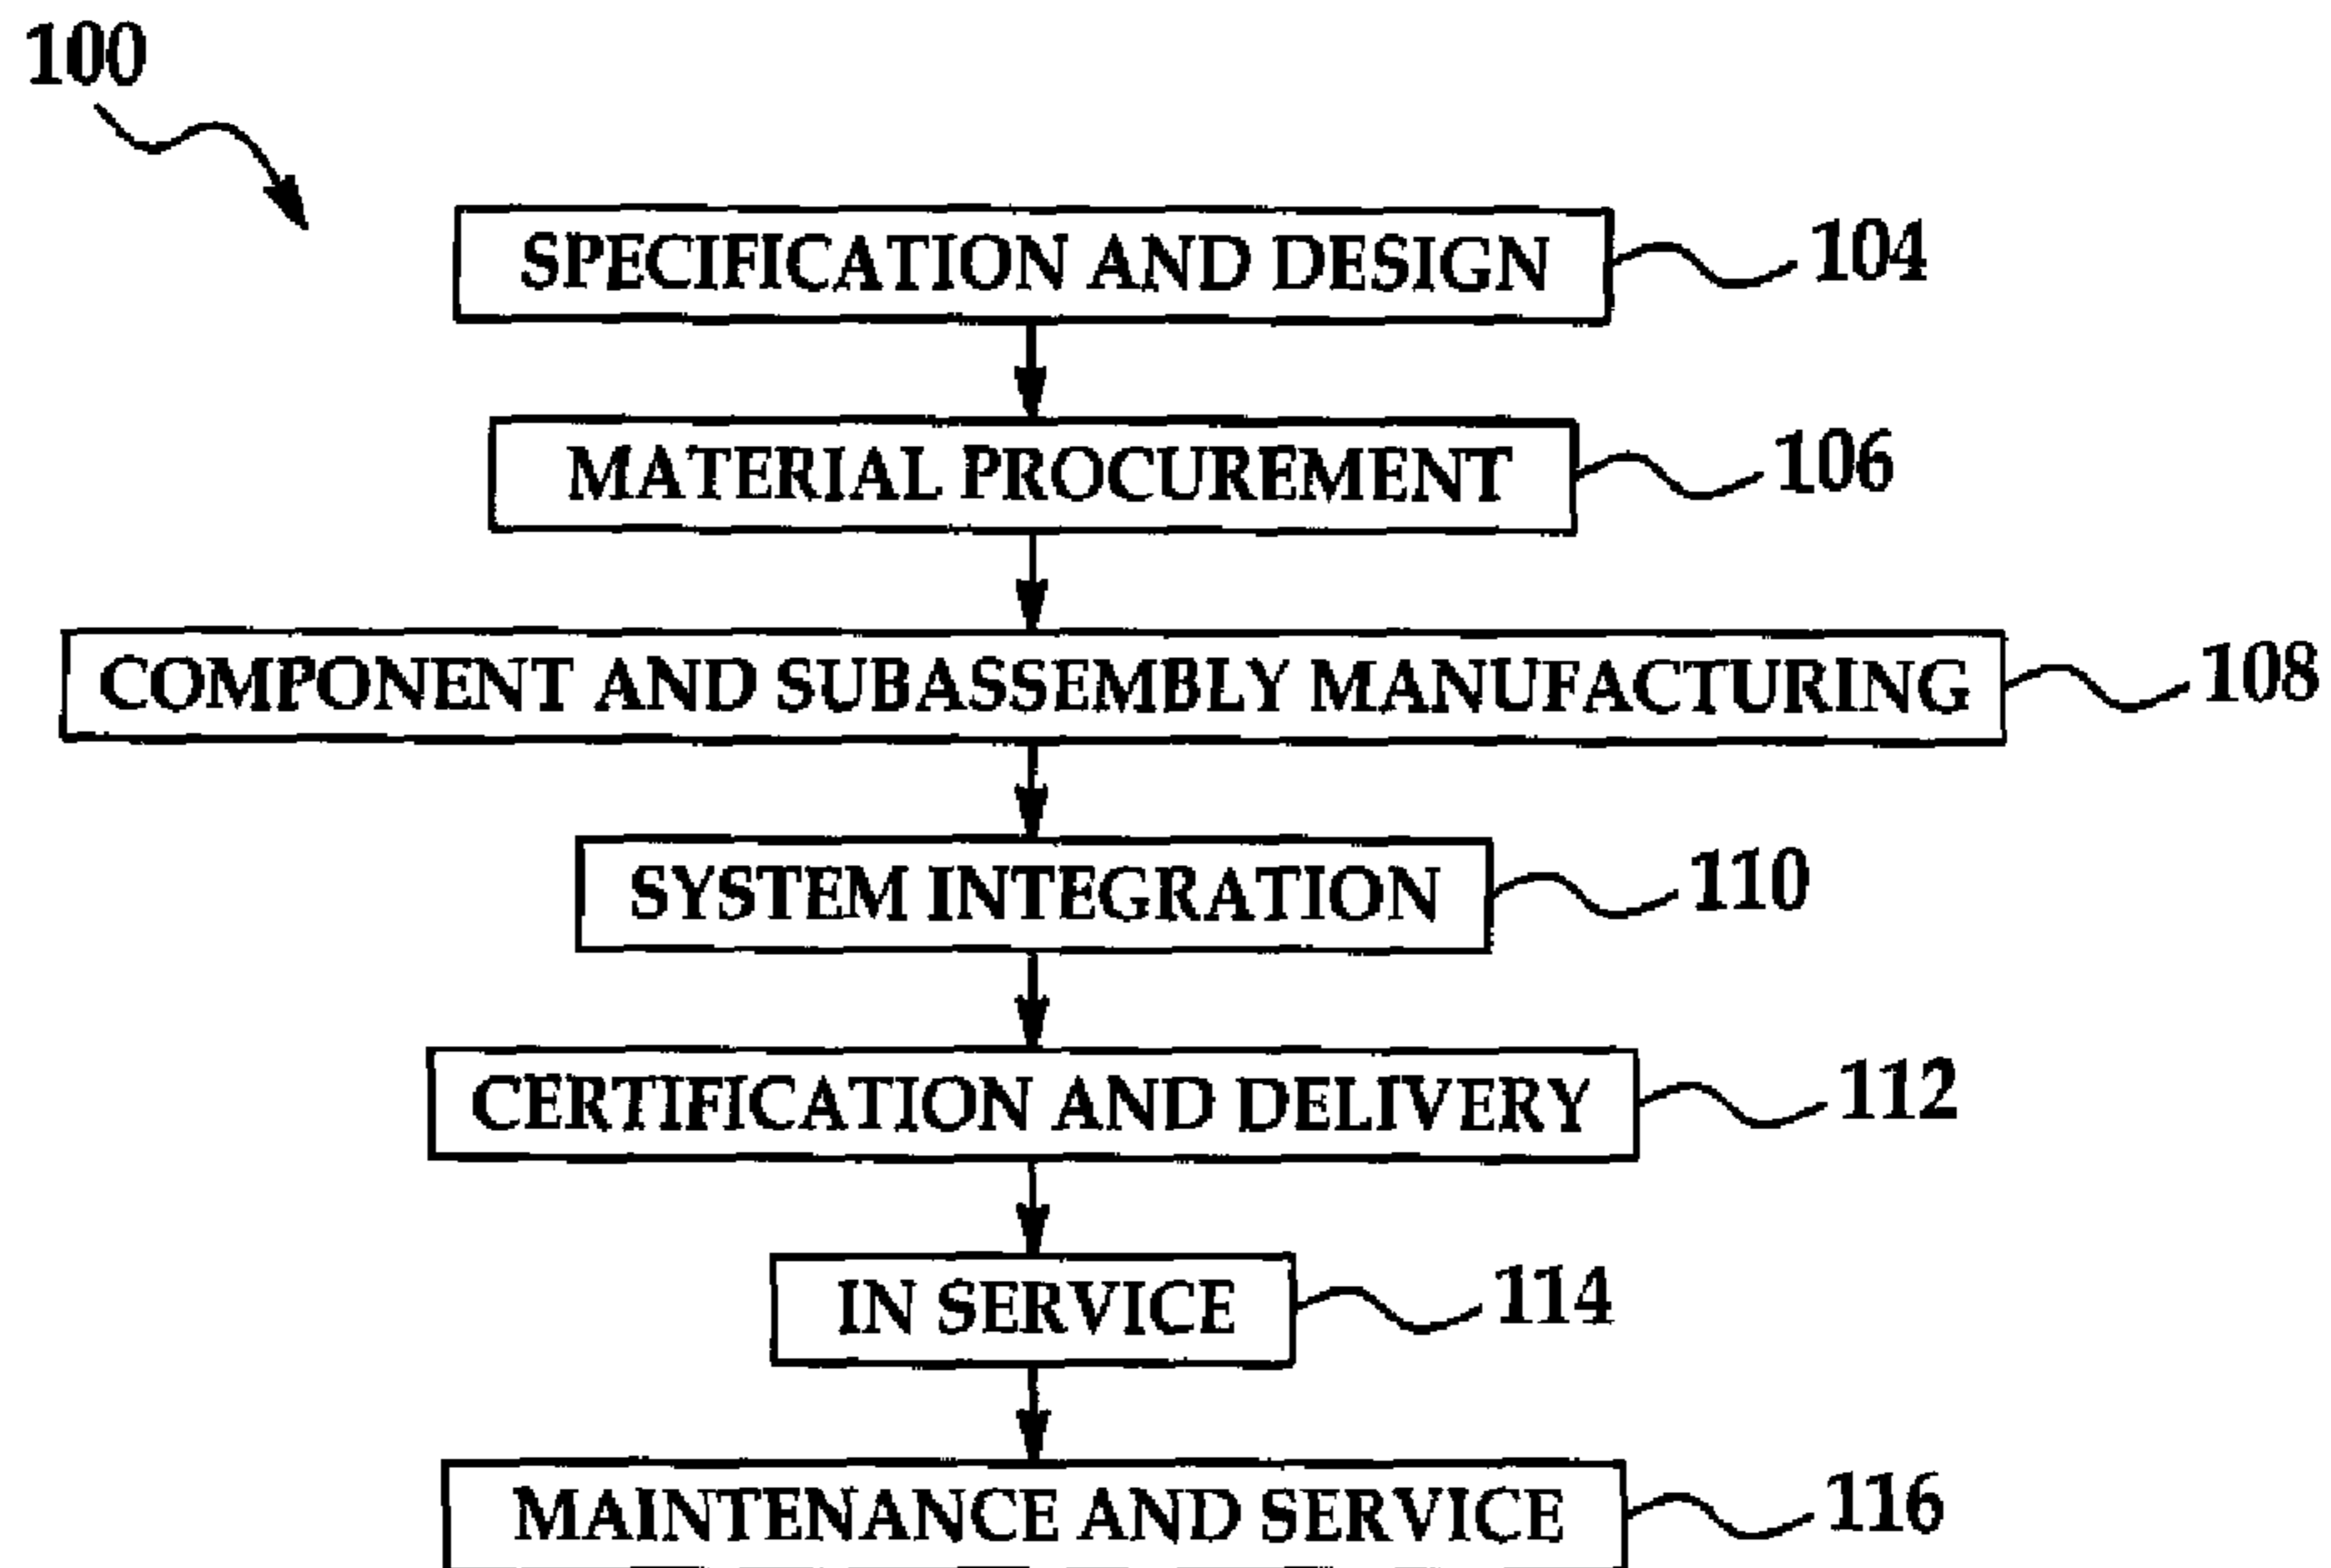 100
SPECIFICATION AND DESIGN 104
MATERIAL PROCUREMENT 106
COMPONENT AND SUBASSEMBLY MANUFACTURING 108
SYSTEM INTEGRATION 110
CERTIFICATION AND DELIVERY 112
IN SERVICE 114
MAINTENANCE AND SERVICE 116